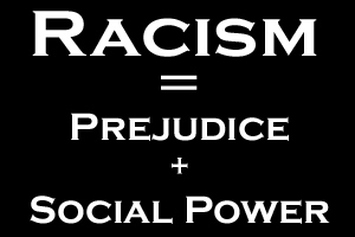 RACISM
=
PREJUDICE
+
SOCIAL POWER